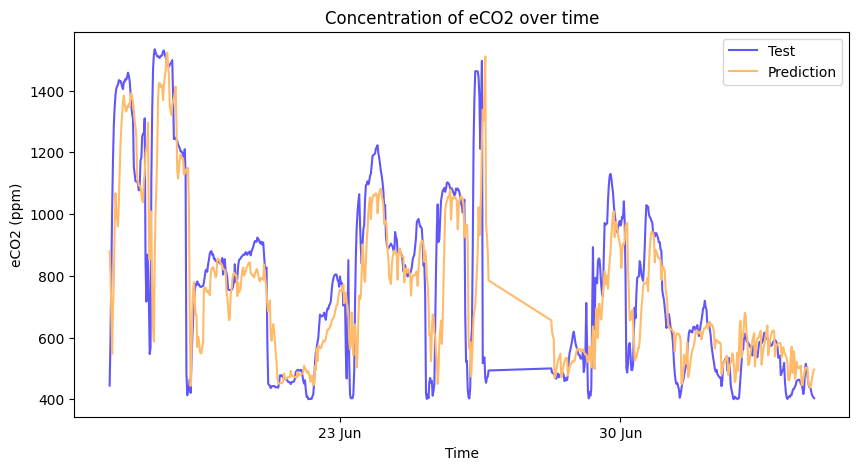 Concentration of eCO2 over time
Test
Prediction
eCO2 (ppm)
1400
1200
1000
800
600
400
23 Jun
30 Jun
Time